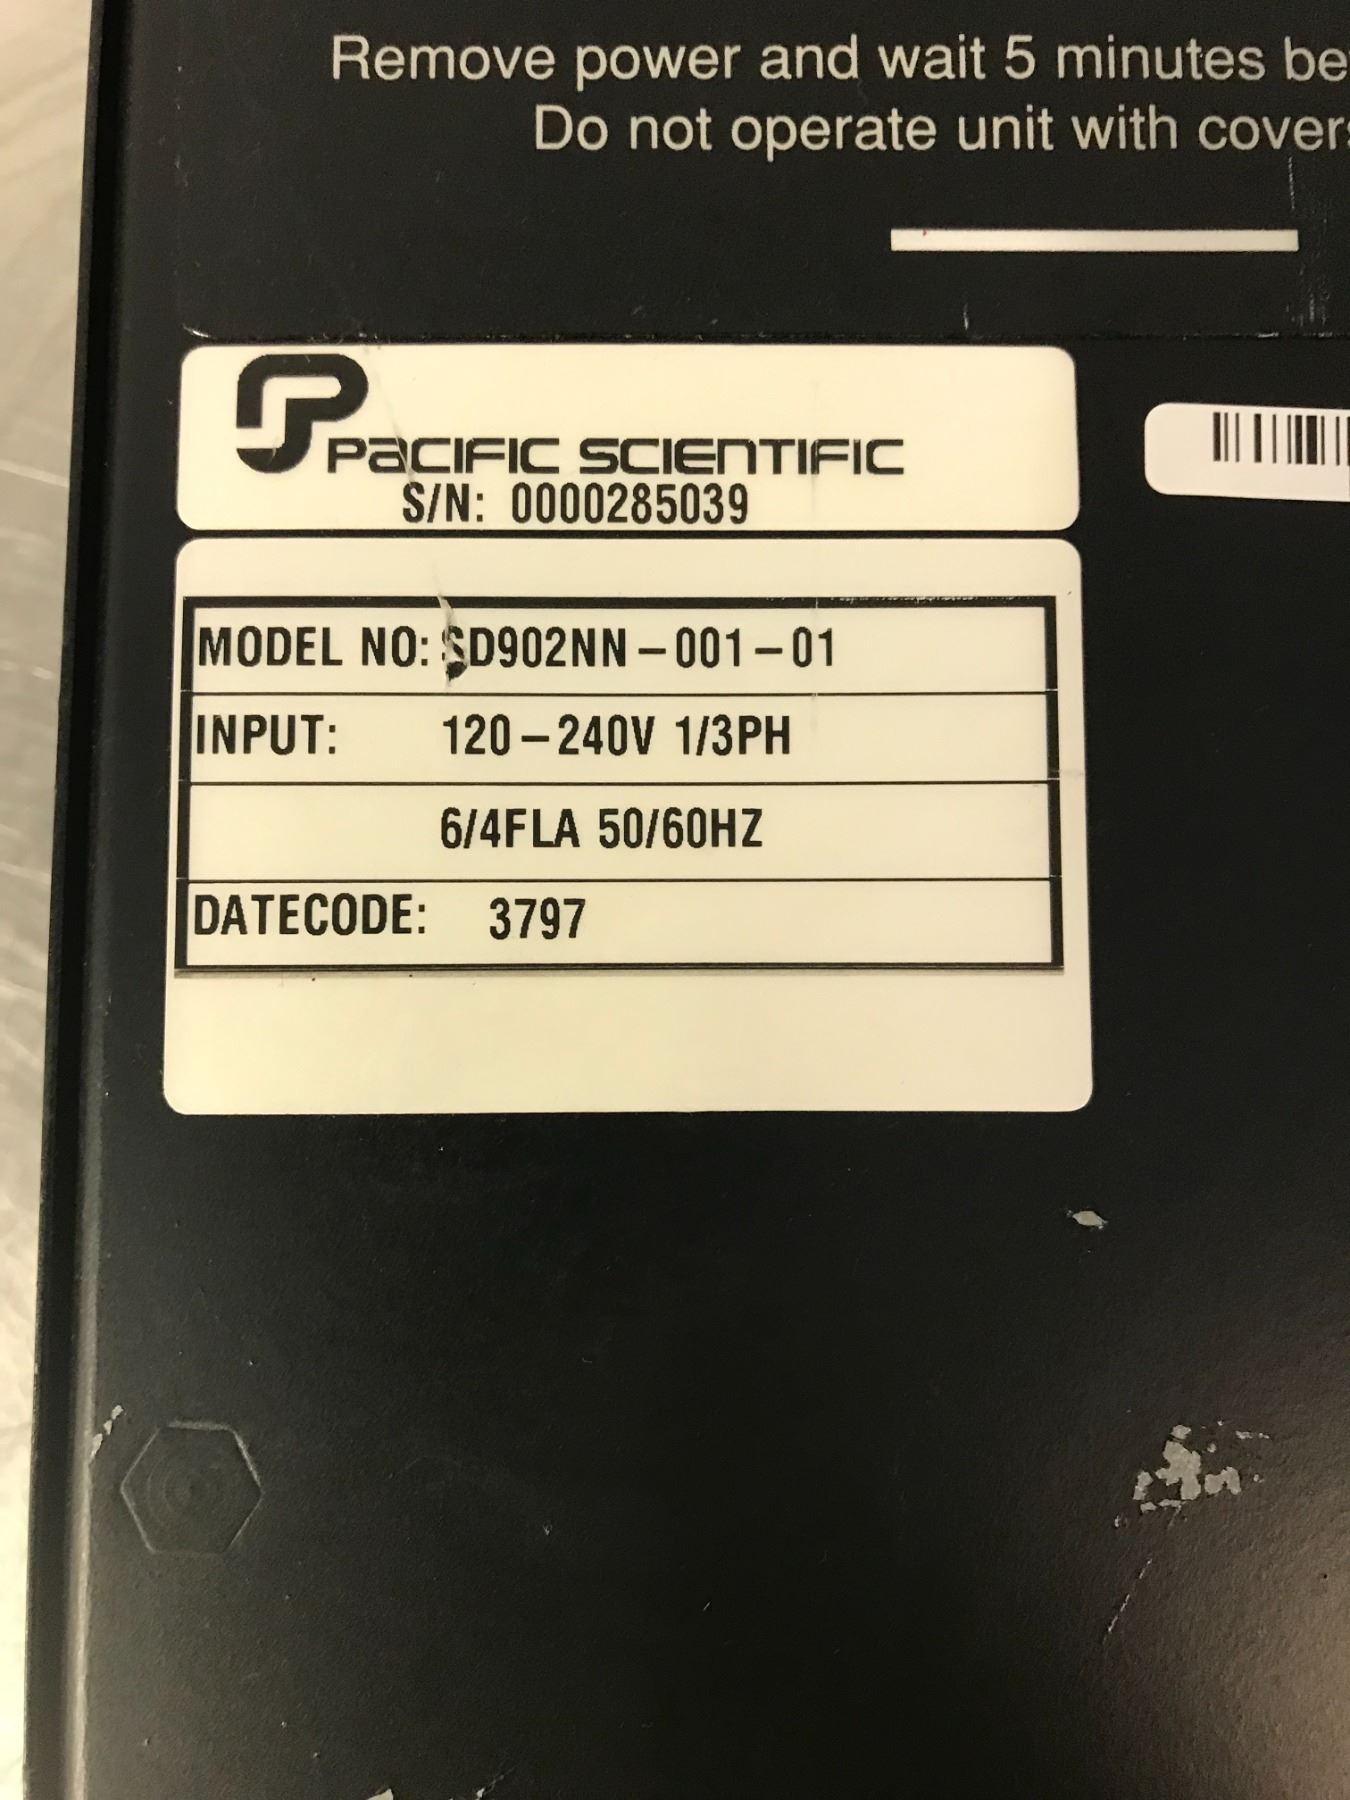 Remove power and wait 5 minutes be
Do not operate unit with covers
PACIFIC SCIENTIFIC
S/N: 0000285039
MODEL NO: SD902NN-001-01
INPUT: 120-240V 1/3PH
6/4FLA 50/60HZ
DATECODE: 3797